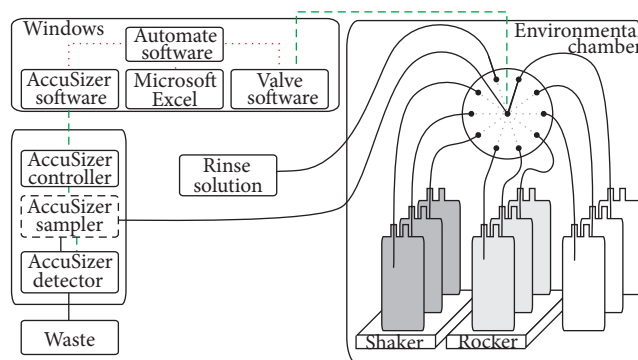 Windows
Automate
software
AccuSizer
software
Microsoft
Excel
Valve
software
Environmental
chamber
AccuSizer
controller
Rinse
solution
AccuSizer
sampler
AccuSizer
detector
Waste
Shaker
Rocker